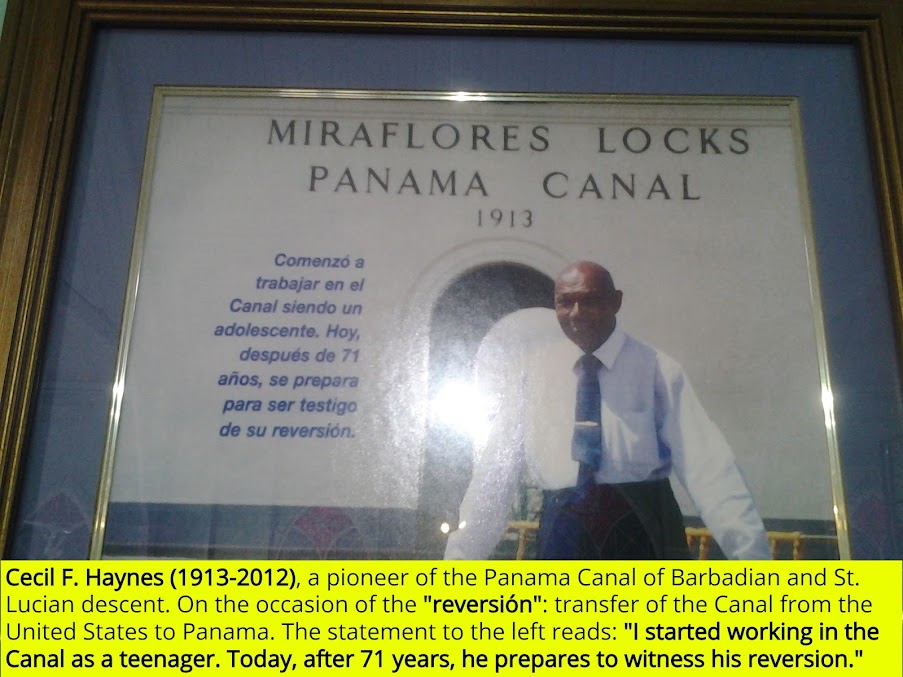 MIRAFLORES LOCKS
PANAMA CANAL
1913
Comenzó a
trabajar en el
Canal siendo un
adolescente. Hoy,
después de 71
años, se prepara
para ser testigo
de su reversión.
Cecil F. Haynes (1913-2012), a pioneer of the Panama Canal of Barbadian and St.
Lucian descent. On the occasion of the "reversión": transfer of the Canal from the
United States to Panama. The statement to the left reads: "I started working in the
Canal as a teenager. Today, after 71 years, he prepares to witness his reversion."